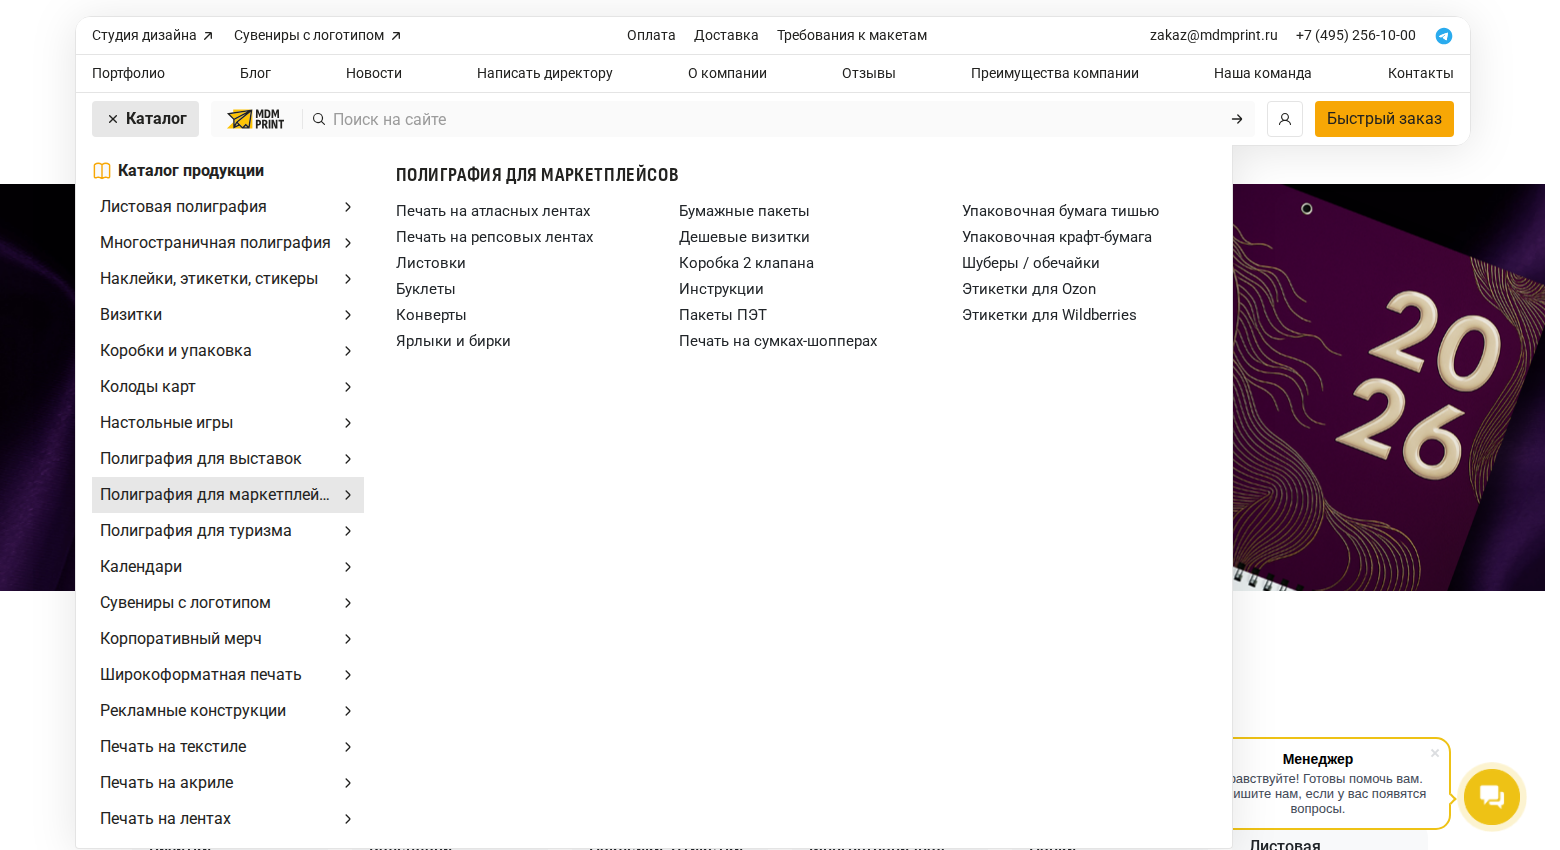 Студия дизайна
Сувениры с логотипом
Оплата
Доставка
Требования к макетам
zakaz@mdmprint.ru
+7 (495) 256-10-00
Портфолио
Блог
Новости
Написать директору
О компании
Отзывы
Преимущества компании
Наша команда
Контакты
Каталог
MDM
PRINT
Поиск на сайте
Быстрый заказ
Каталог продукции
Листовая полиграфия
Многостраничная полиграфия
Наклейки, этикетки, стикеры
Визитки
Коробки и упаковка
Колоды карт
Настольные игры
Полиграфия для выставок
Полиграфия для маркетплей...
Полиграфия для туризма
Календари
Сувениры с логотипом
Корпоративный мерч
Широкоформатная печать
Рекламные конструкции
Печать на текстиле
Печать на акриле
Печать на лентах
ПОЛИГРАФИЯ ДЛЯ МАРКЕТПЛЕЙСОВ
Печать на атласных лентах
Печать на репсовых лентах
Листовки
Буклеты
Конверты
Ярлыки и бирки
Бумажные пакеты
Дешевые визитки
Коробка 2 клапана
Инструкции
Пакеты ПЭТ
Печать на сумках-шопперах
Упаковочная бумага тишью
Упаковочная крафт-бумага
Шуберы / обечайки
Этикетки для Ozon
Этикетки для Wildberries
20
26
Менеджер
Готовы помочь вам.
если у вас появятся
вопросы.
Листовая